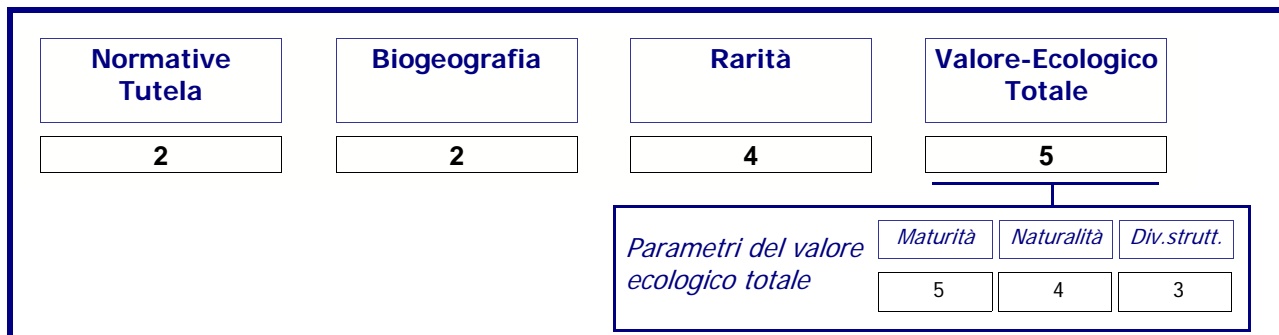 Normative Tutela
Biogeografia
Rarità
Valore-Ecologico Totale
2
2
4
5
Parametri del valore ecologico totale
Maturità
Naturalità
Div.strutt.
5
4
3